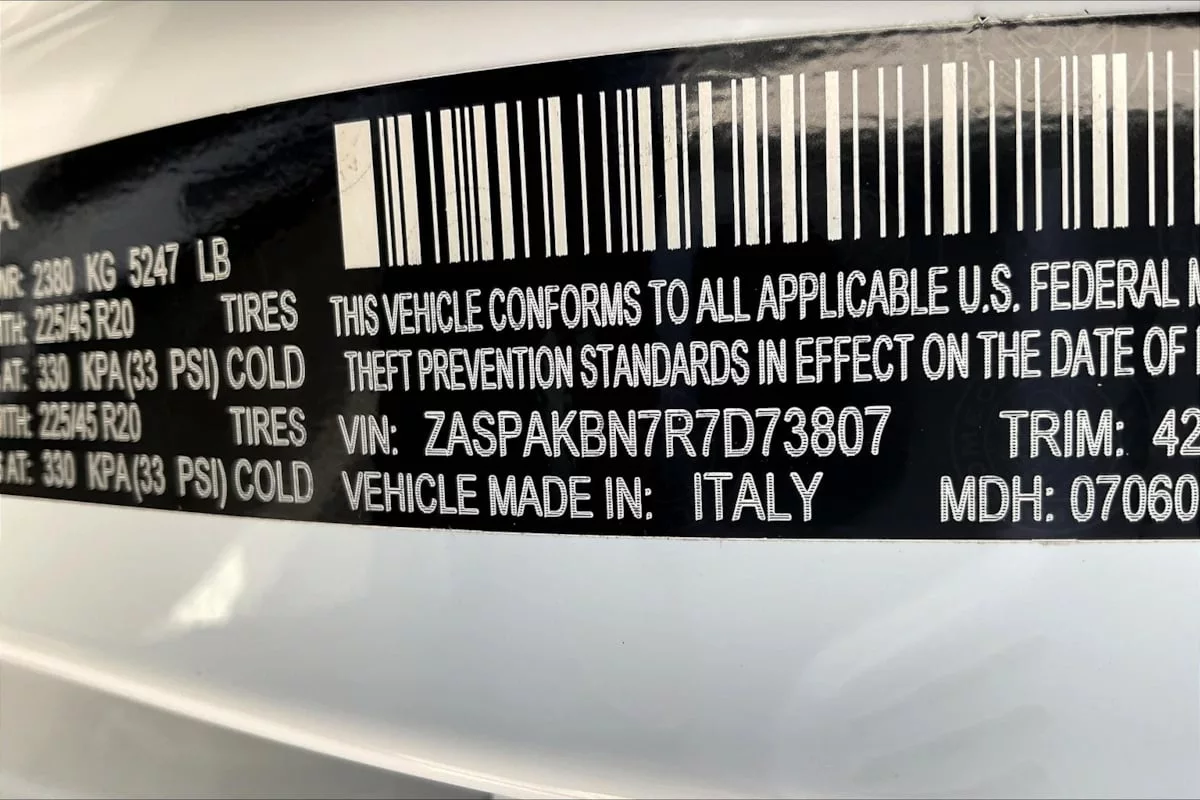 A.
WR: 2380 KG 5247 LB
TH: 225/45 R20 TIRES
AT: 330 KPA(33 PSI) COLD
ITH: 225/45 R20 TIRES
AT: 330 KPA(33 PSI) COLD
THIS VEHICLE CONFORMS TO ALL APPLICABLE U.S. FEDERAL
THEFT PREVENTION STANDARDS IN EFFECT ON THE DATE OF
VIN: ZASPAKBN7R7D73807 TRIM: 42
VEHICLE MADE IN: ITALY MDH: 07060